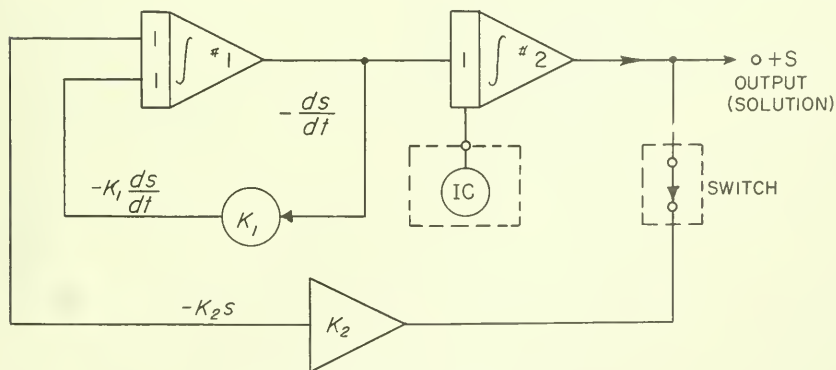 1
1
∫ #1
1
∫ #2
+S
OUTPUT
(SOLUTION)
-ds/dt
IC
SWITCH
-K₁ ds/dt
K₁
-K₂s
K₂